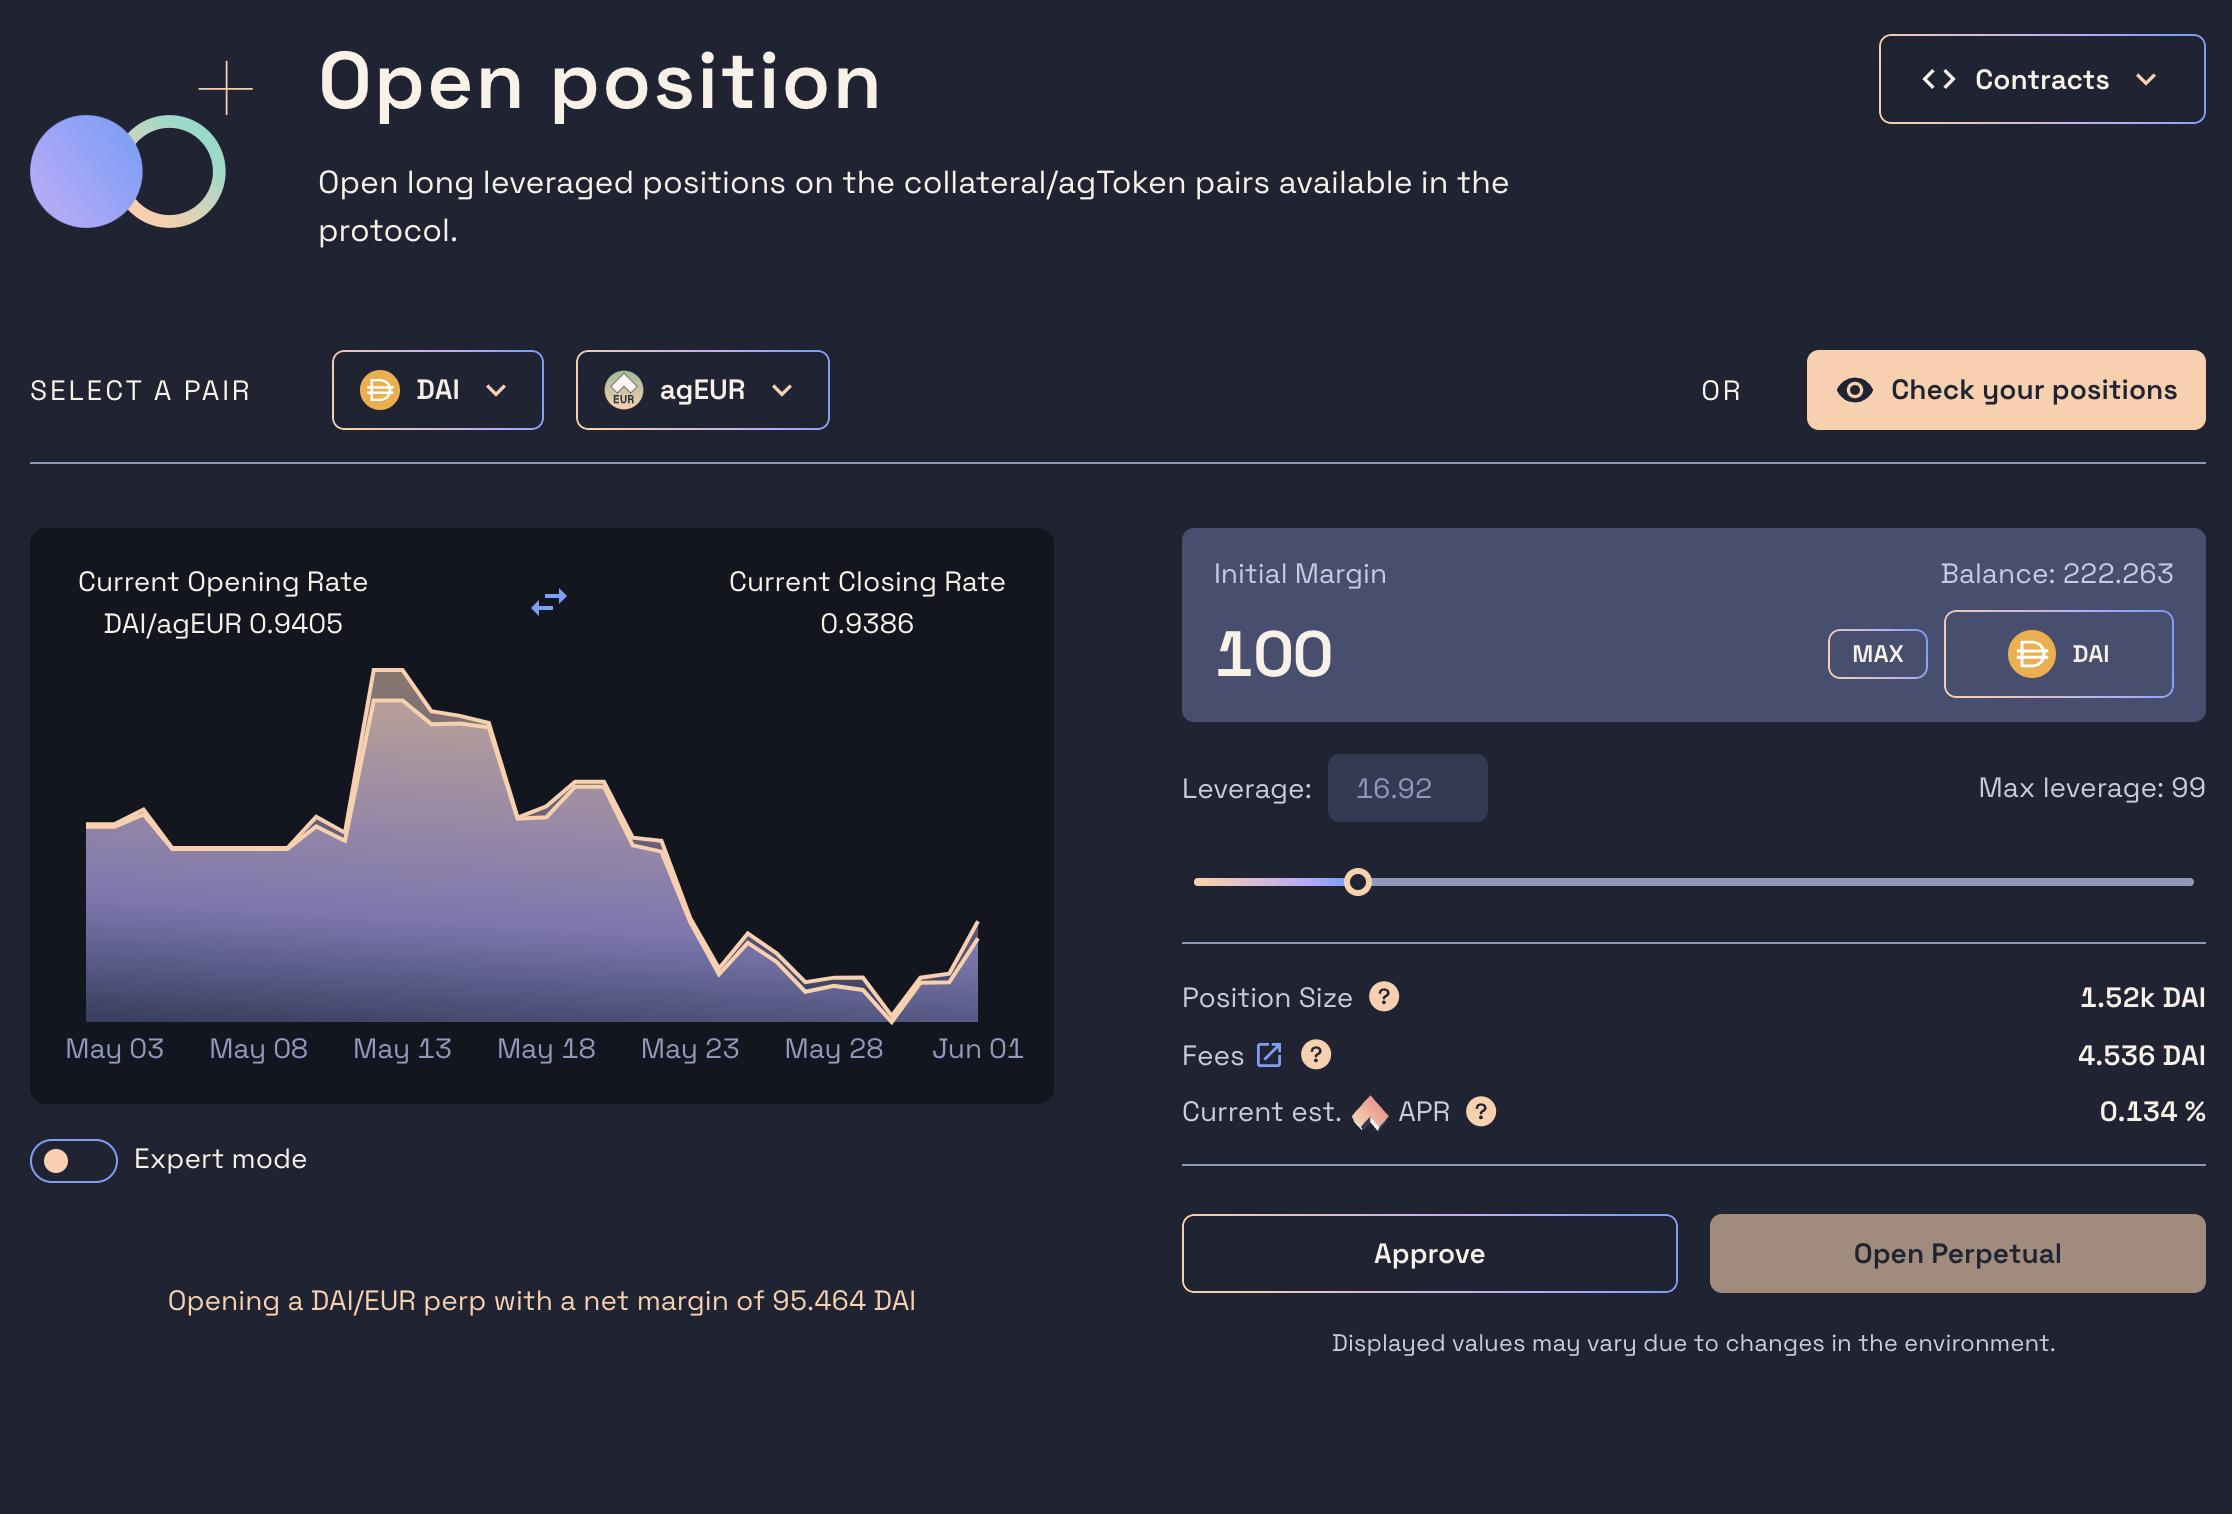 Open position
<> Contracts
Open long leveraged positions on the collateral/agToken pairs available in the
protocol.
SELECT A PAIR
DAI
EUR
agEUR
OR
Check your positions
Current Opening Rate
DAI/agEUR 0.9405
Current Closing Rate
0.9386
May 03 May 08 May 13 May 18 May 23 May 28 Jun 01
Expert mode
Opening a DAI/EUR perp with a net margin of 95.464 DAI
Initial Margin
Balance: 222.263
100
MAX
DAI
Leverage: 16.92
Max leverage: 99
Position Size ? 1.52k DAI
Fees ? 4.536 DAI
Current est. APR ? 0.134 %
Approve
Open Perpetual
Displayed values may vary due to changes in the environment.